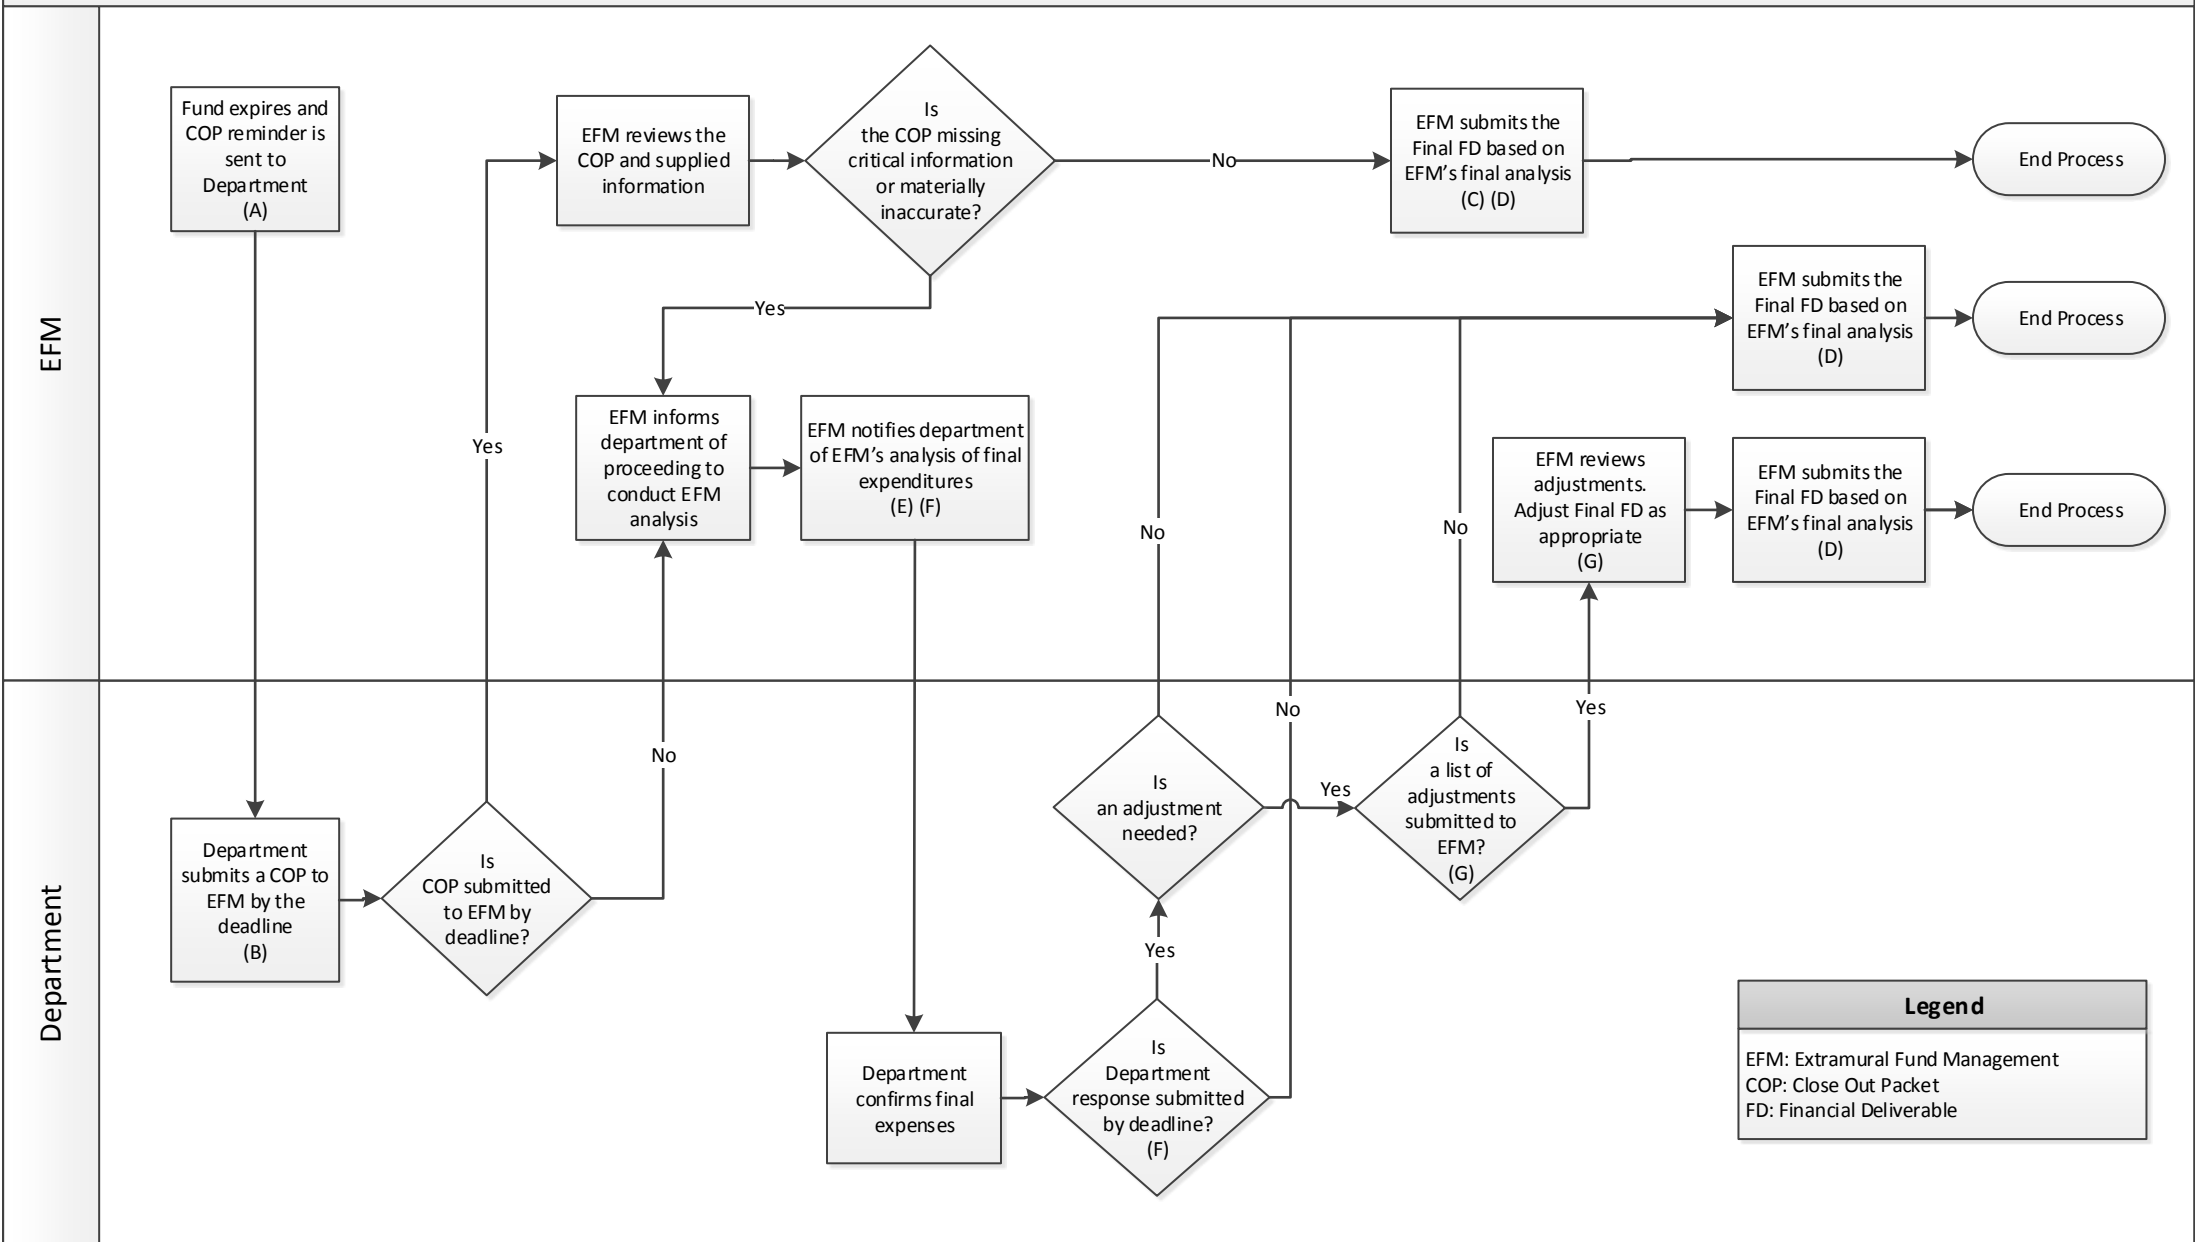 EFM
Fund expires and
COP reminder is
sent to
Department
(A)
EFM reviews the
COP and supplied
information
Is
the COP missing
critical information
or materially
inaccurate?
No
EFM submits the
Final FD based on
EFM's final analysis
(C) (D)
End Process
Yes
EFM submits the
Final FD based on
EFM's final analysis
(D)
End Process
Yes
EFM informs
department of
proceeding to
conduct EFM
analysis
EFM notifies department
of EFM's analysis of final
expenditures
(E) (F)
No
No
EFM reviews
adjustments.
Adjust Final FD as
appropriate
(G)
EFM submits the
Final FD based on
EFM's final analysis
(D)
End Process
Department
No
No
Yes
Department
submits a COP to
EFM by the
deadline
(B)
Is
COP submitted
to EFM by
deadline?
Is
an adjustment
needed?
Yes
Is
a list of
adjustments
submitted to
EFM?
(G)
Yes
Department
confirms final
expenses
Is
Department
response submitted
by deadline?
(F)
Legend
EFM: Extramural Fund Management
COP: Close Out Packet
FD: Financial Deliverable